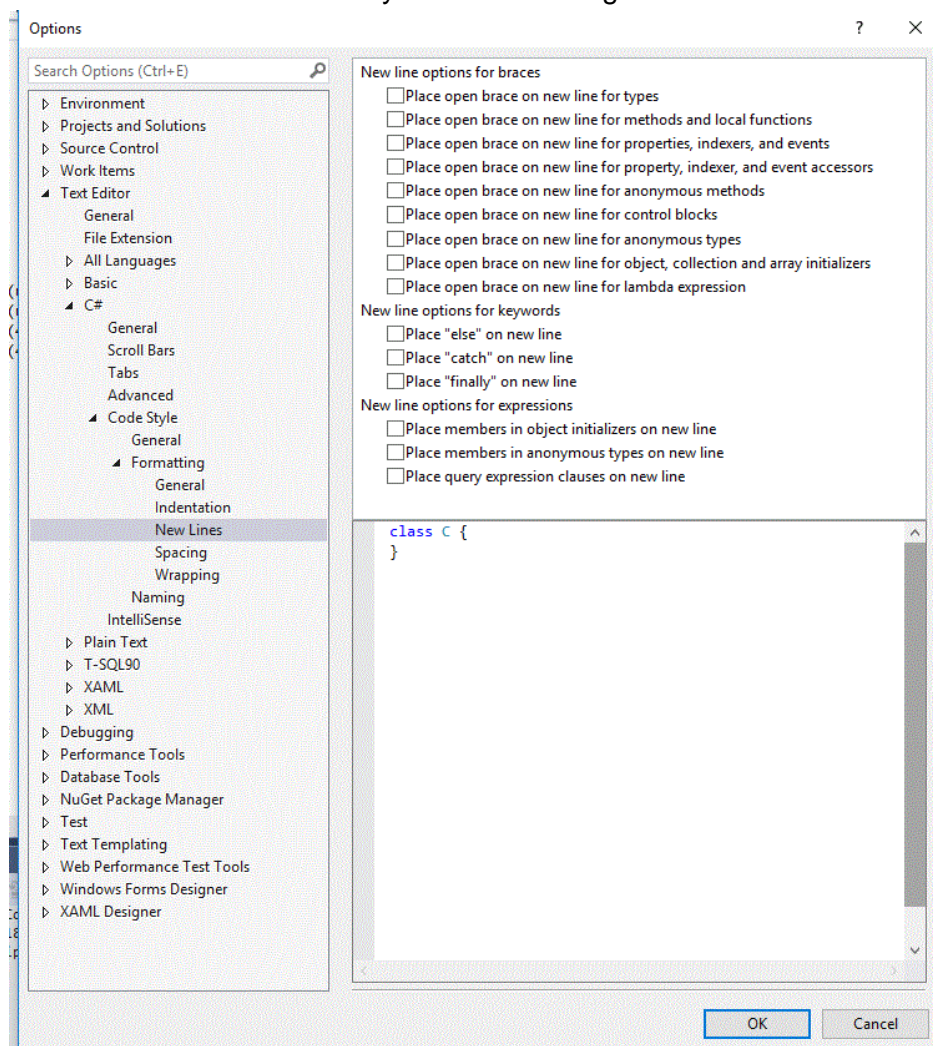 Options
? ×
Search Options (Ctrl+E)
Environment
Projects and Solutions
Source Control
Work Items
Text Editor
General
File Extension
All Languages
Basic
C#
General
Scroll Bars
Tabs
Advanced
Code Style
General
Formatting
General
Indentation
New Lines
Spacing
Wrapping
Naming
IntelliSense
Plain Text
T-SQL90
XAML
XML
Debugging
Performance Tools
Database Tools
NuGet Package Manager
Test
Text Templating
Web Performance Test Tools
Windows Forms Designer
XAML Designer
New line options for braces
Place open brace on new line for types
Place open brace on new line for methods and local functions
Place open brace on new line for properties, indexers, and events
Place open brace on new line for property, indexer, and event accessors
Place open brace on new line for anonymous methods
Place open brace on new line for control blocks
Place open brace on new line for anonymous types
Place open brace on new line for object, collection and array initializers
Place open brace on new line for lambda expression
New line options for keywords
Place "else" on new line
Place "catch" on new line
Place "finally" on new line
New line options for expressions
Place members in object initializers on new line
Place members in anonymous types on new line
Place query expression clauses on new line
class C {
}
OK
Cancel